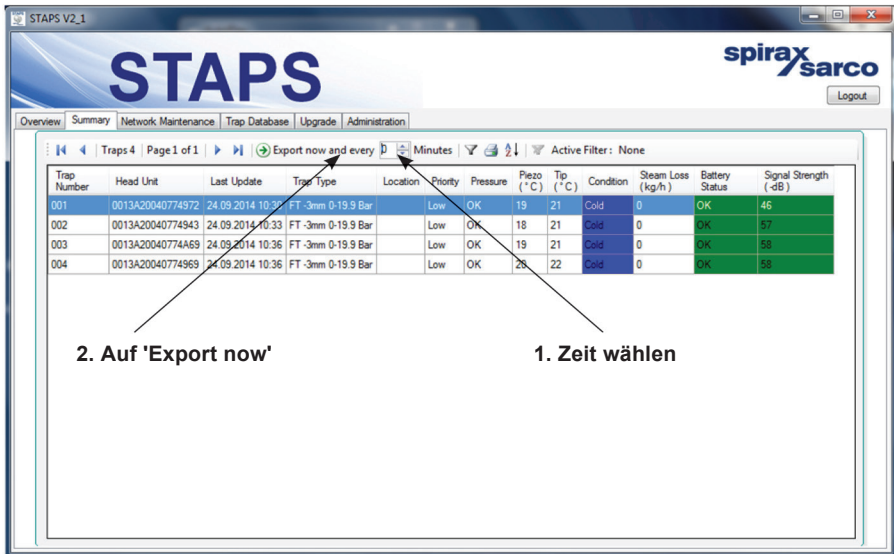 STAPS V2_1
STAPS
spirax sarco
Logout
Overview Summary Network Maintenance Trap Database Upgrade Administration
Traps 4 Page 1 of 1 Export now and every 0 Minutes Active Filter : None
Trap Number Head Unit Last Update Trap Type Location Priority Pressure Piezo (°C) Tip (°C) Condition Steam Loss (kg/h) Battery Status Signal Strength (-dB)
001 0013A20040774972 24.09.2014 10:30 FT -3mm 0-19.9 Bar Low OK 19 21 Cold 0 OK 46
002 0013A20040774943 24.09.2014 10:33 FT -3mm 0-19.9 Bar Low OK 18 21 Cold 0 OK 57
003 0013A20040774A69 24.09.2014 10:36 FT -3mm 0-19.9 Bar Low OK 19 21 Cold 0 OK 58
004 0013A20040774969 24.09.2014 10:36 FT -3mm 0-19.9 Bar Low OK 20 22 Cold 0 OK 58
2. Auf 'Export now'
1. Zeit wählen